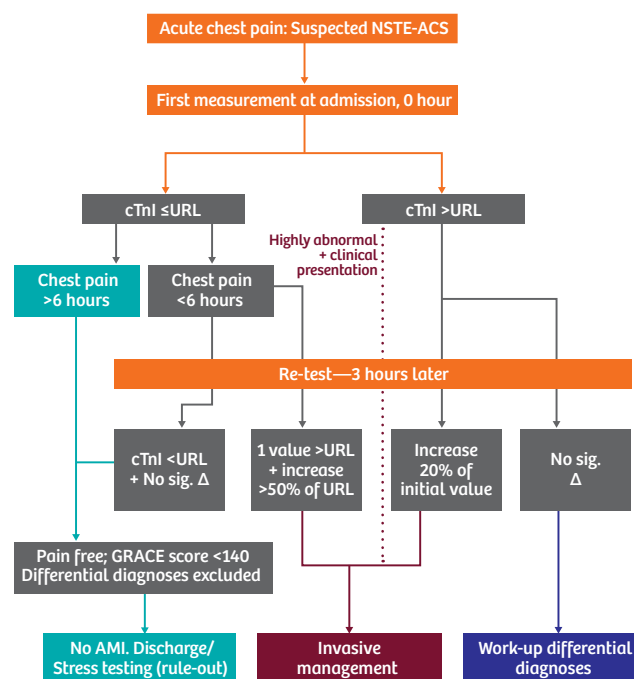 Acute chest pain: Suspected NSTE-ACS
First measurement at admission, 0 hour
cTnI ≤URL
cTnI >URL
Highly abnormal
+ clinical
presentation
Chest pain
>6 hours
Chest pain
<6 hours
Re-test—3 hours later
cTnI <URL
+ No sig. Δ
1 value >URL
+ increase
>50% of URL
Increase
20% of
initial value
No sig.
Δ
Pain free; GRACE score <140
Differential diagnoses excluded
No AMI. Discharge/
Stress testing (rule-out)
Invasive
management
Work-up differential
diagnoses